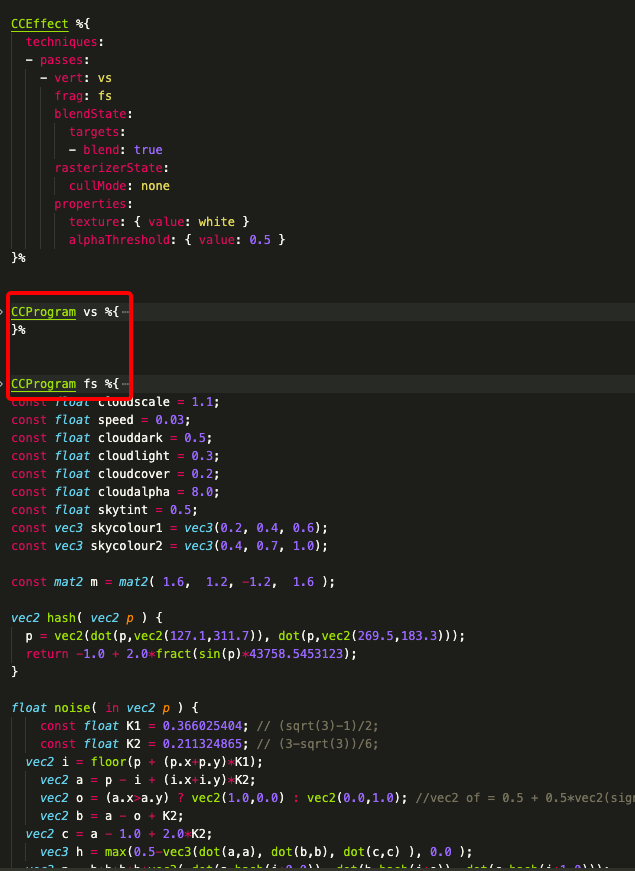 CCEffect %{
techniques:
- passes:
- vert: vs
frag: fs
blendState:
targets:
- blend: true
rasterizerState:
cullMode: none
properties:
texture: { value: white }
alphaThreshold: { value: 0.5 }
}%
CCProgram vs %{⋯
}%
CCProgram fs %{⋯
const float cloudscale = 1.1;
const float speed = 0.03;
const float clouddark = 0.5;
const float cloudlight = 0.3;
const float cloudcover = 0.2;
const float cloudalpha = 8.0;
const float skytint = 0.5;
const vec3 skycolour1 = vec3(0.2, 0.4, 0.6);
const vec3 skycolour2 = vec3(0.4, 0.7, 1.0);
const mat2 m = mat2( 1.6,  1.2, -1.2,  1.6 );
vec2 hash( vec2 p ) {
p = vec2(dot(p,vec2(127.1,311.7)), dot(p,vec2(269.5,183.3)));
return -1.0 + 2.0*fract(sin(p)*43758.5453123);
}
float noise( in vec2 p ) {
const float K1 = 0.366025404; // (sqrt(3)-1)/2;
const float K2 = 0.211324865; // (3-sqrt(3))/6;
vec2 i = floor(p + (p.x+p.y)*K1);
vec2 a = p - i + (i.x+i.y)*K2;
vec2 o = (a.x>a.y) ? vec2(1.0,0.0) : vec2(0.0,1.0); //vec2 of = 0.5 + 0.5*vec2(sign
vec2 b = a - o + K2;
vec2 c = a - 1.0 + 2.0*K2;
vec3 h = max(0.5-vec3(dot(a,a), dot(b,b), dot(c,c) ), 0.0 );